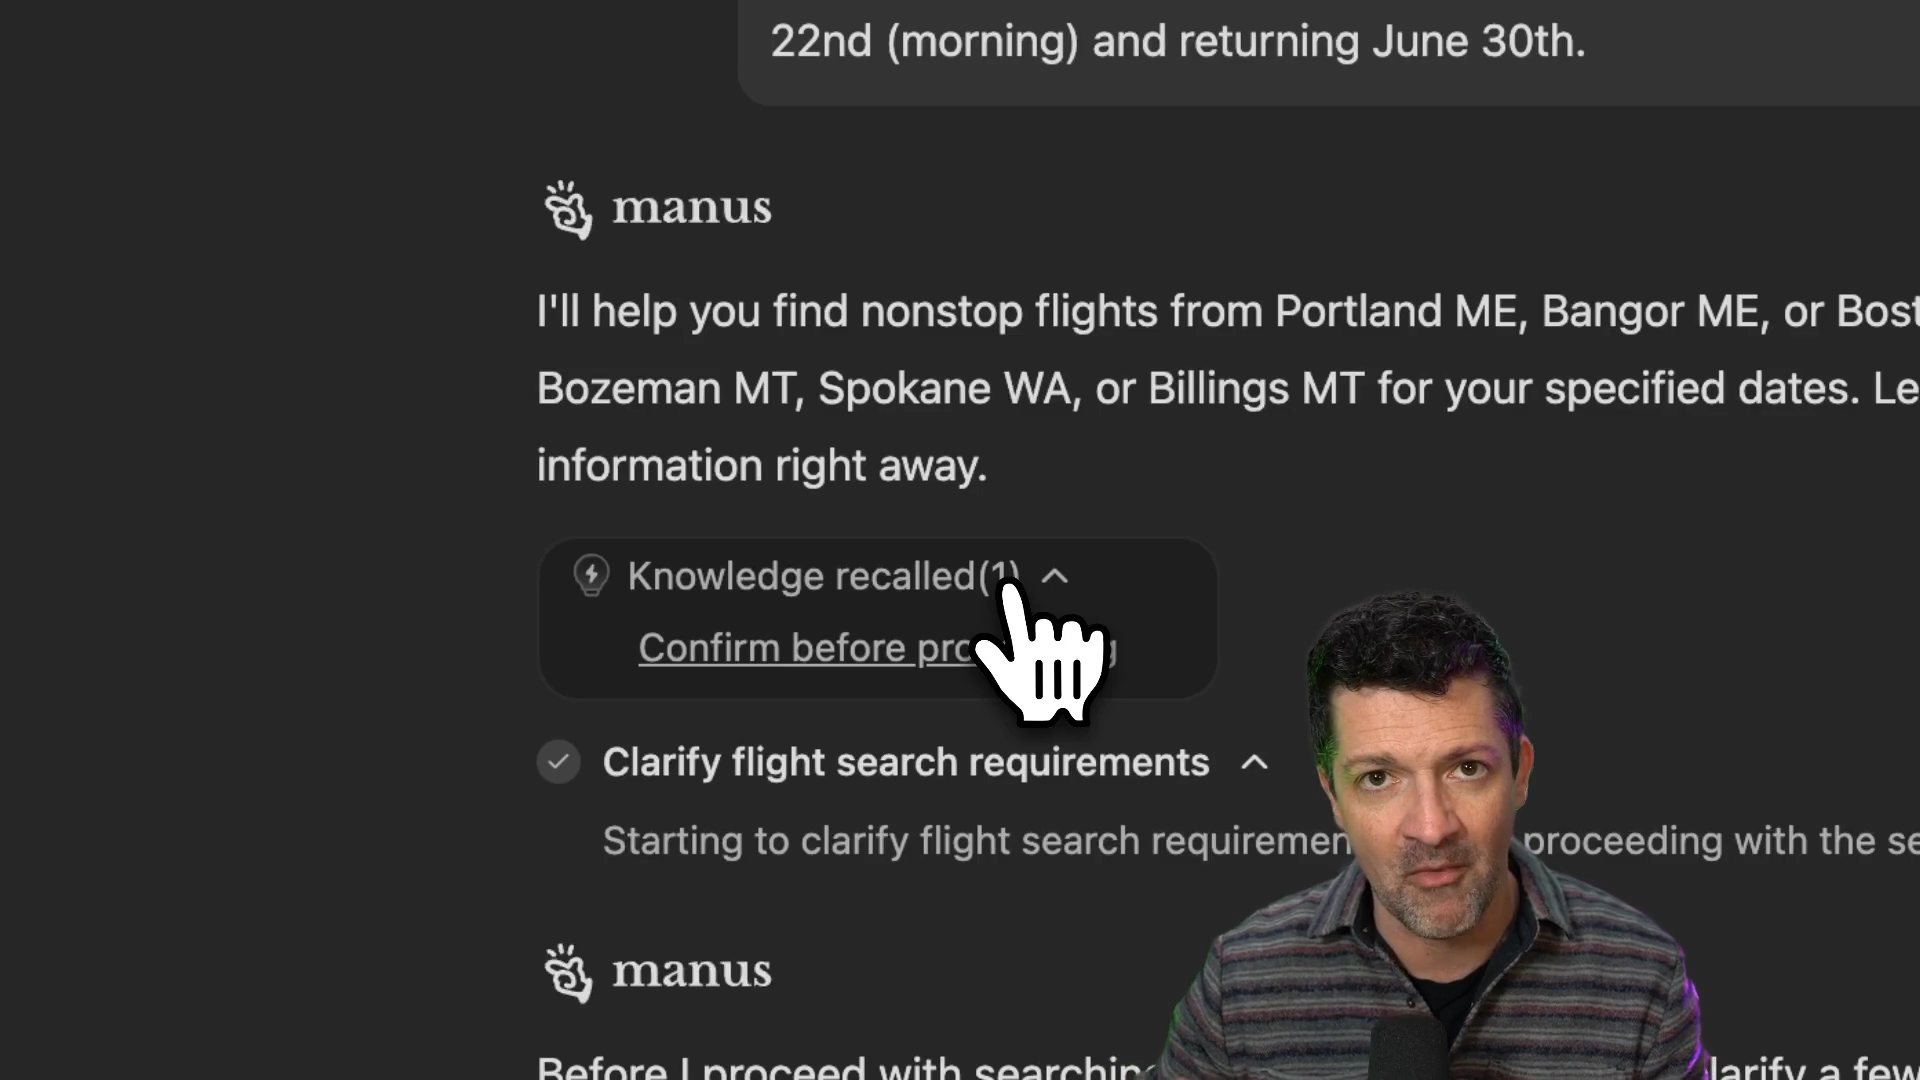 22nd (morning) and returning June 30th.
manus
I'll help you find nonstop flights from Portland ME, Bangor ME, or Bost
Bozeman MT, Spokane WA, or Billings MT for your specified dates. Le
information right away.
Knowledge recalled(1)
Confirm before
Clarify flight search requirements
Starting to clarify flight search proceeding with the
manus
Before I proceed with a few